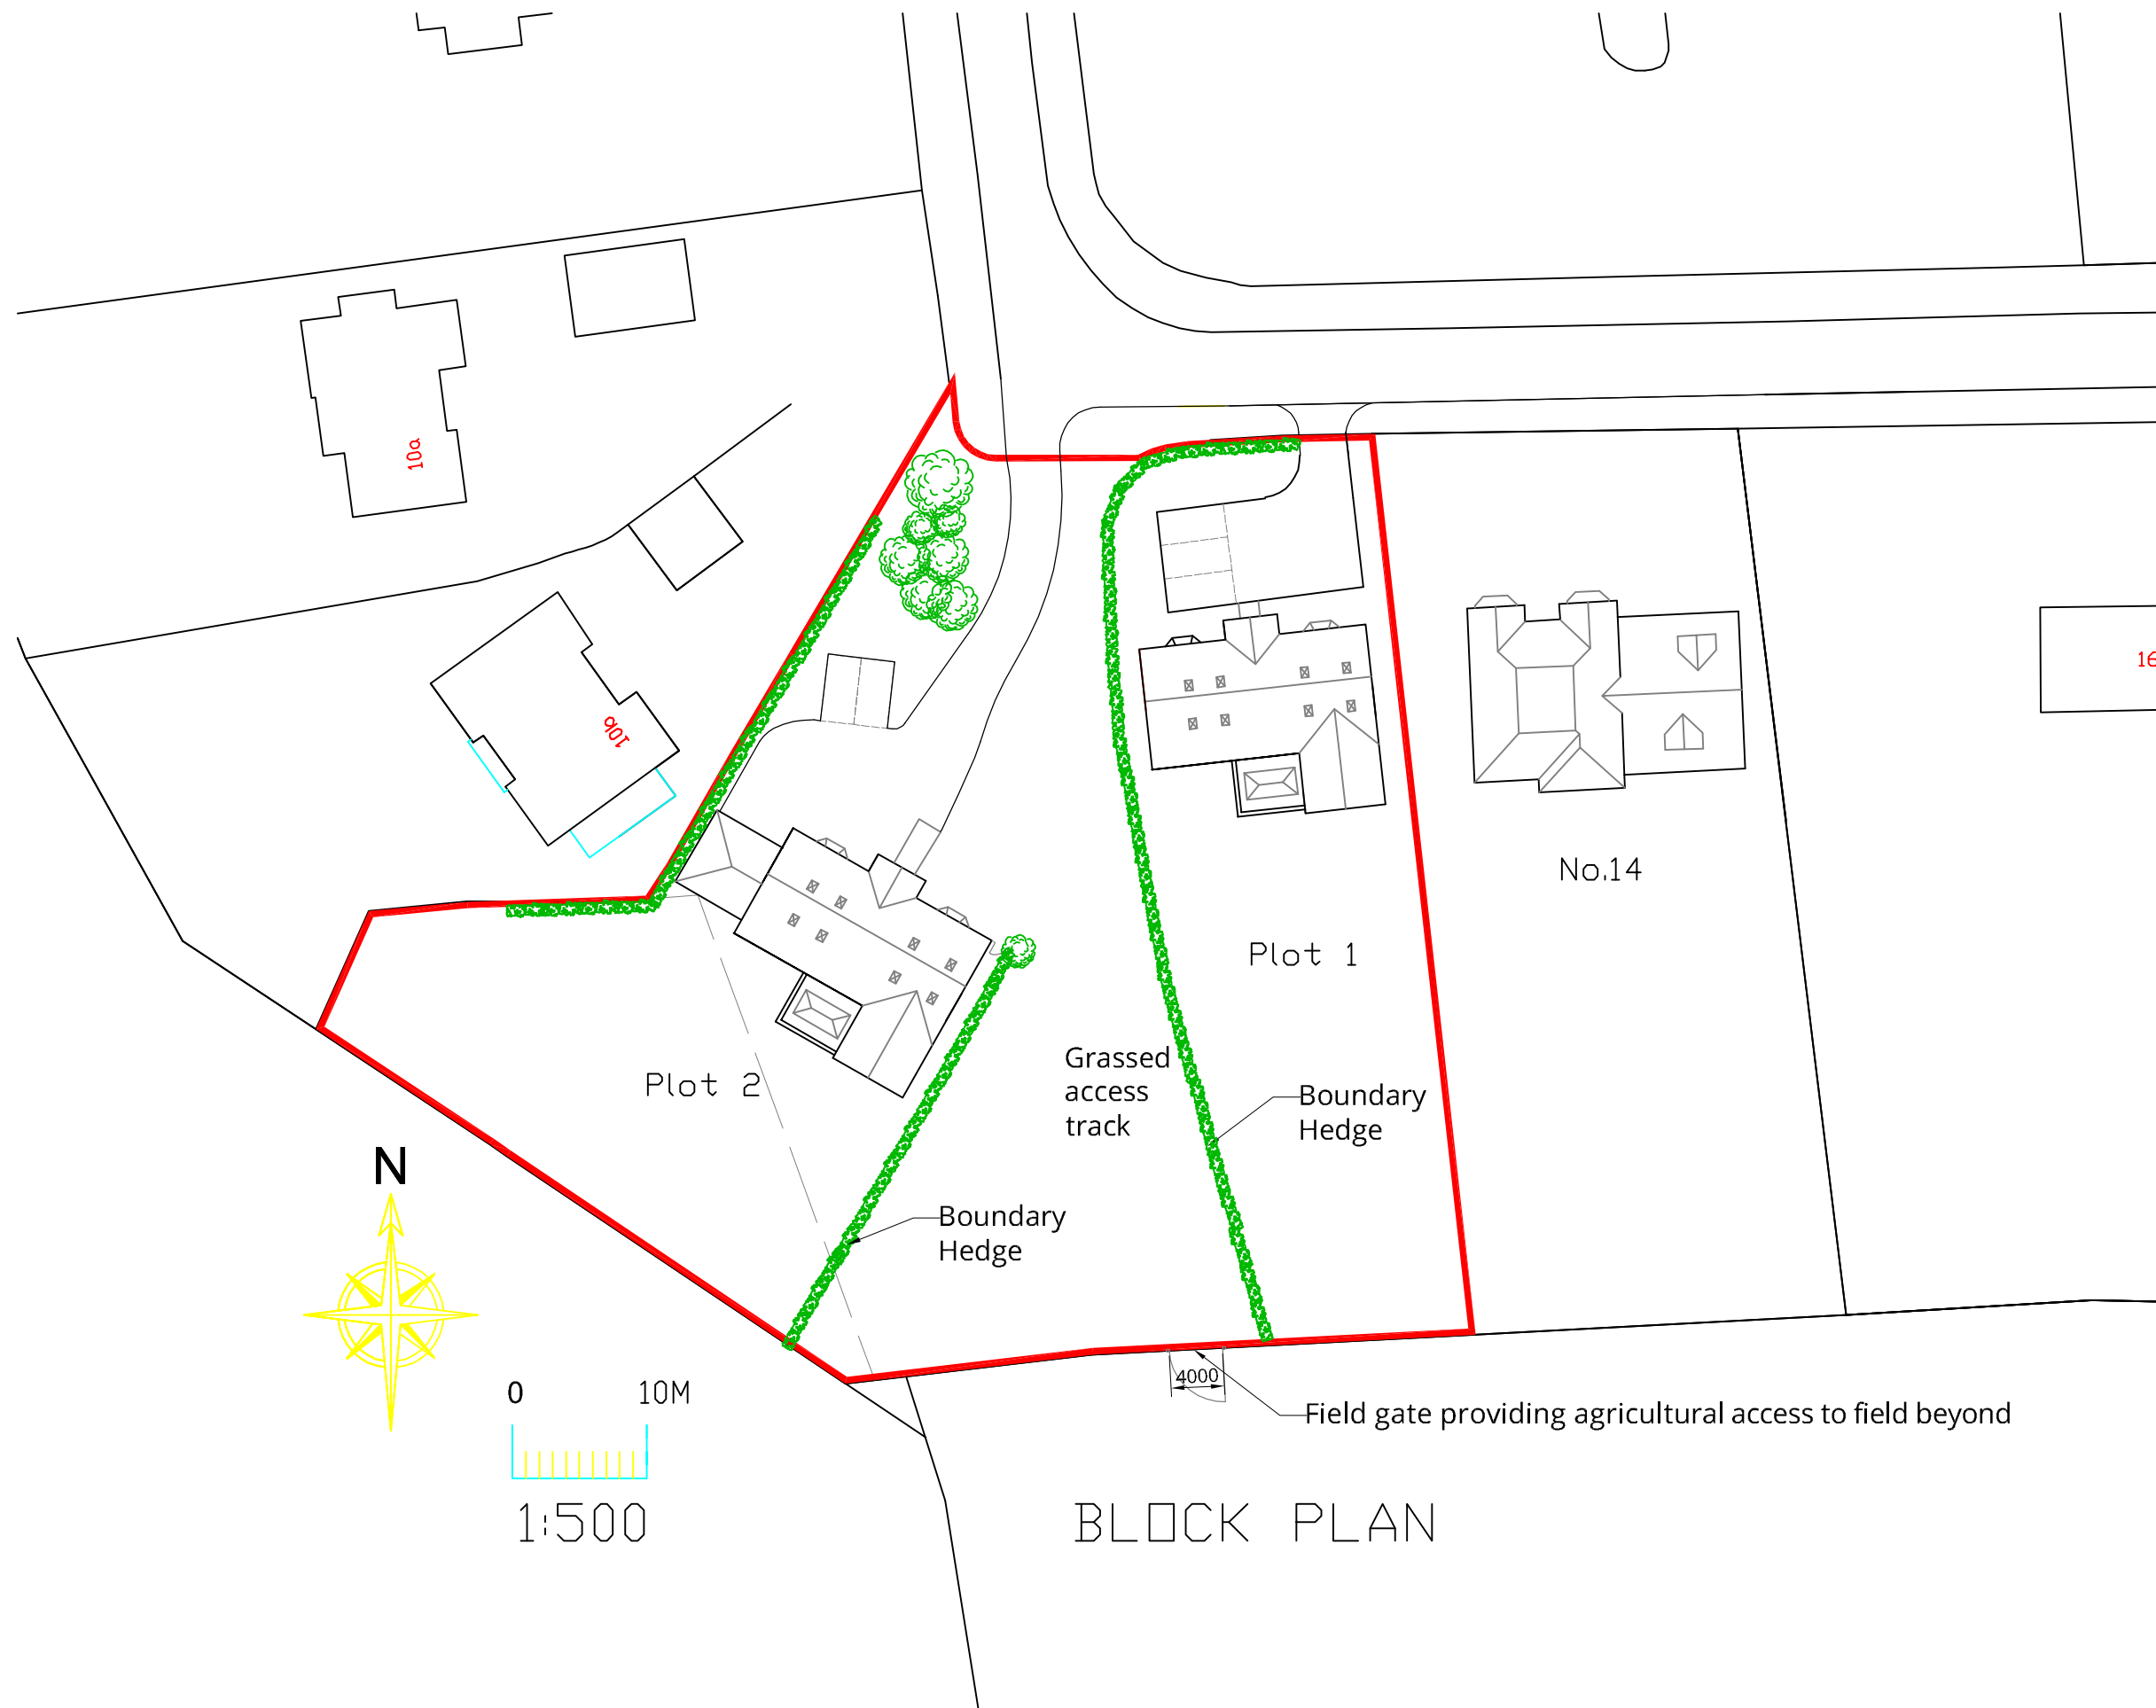 10a
10b
16
No.14
Plot 1
Grassed
access
track
Boundary
Hedge
Plot 2
N
Boundary
Hedge
4000
0 10M
Field gate providing agricultural access to field beyond
1:500
BLOCK PLAN